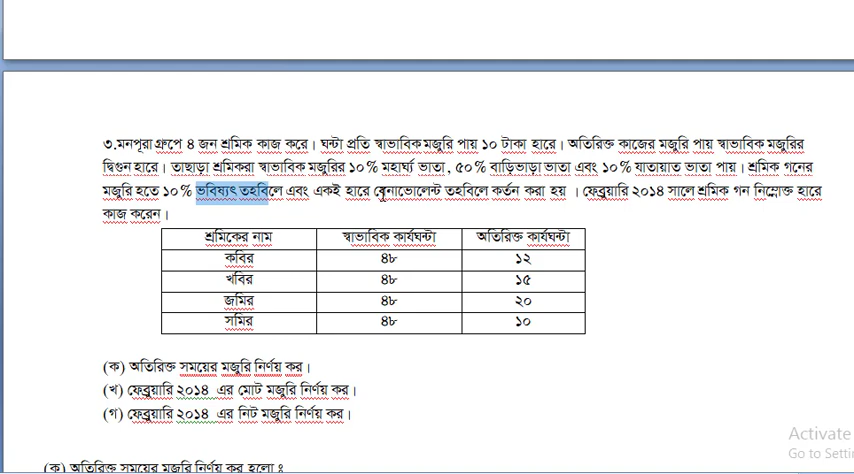 ৩.মনপুরা গ্রুপে ৪ জন শ্রমিক কাজ করে। ঘন্টা প্রতি স্বাভাবিক মজুরি পায় ১০ টাকা হারে। অতিরিক্ত কাজের মজুরি পায় স্বাভাবিক মজুরির
দ্বিগুন হারে। তাছাড়া শ্রমিকরা স্বাভাবিক মজুরির ১০% মহার্ঘ্য ভাতা, ৫০% বাড়িভাড়া ভাতা এবং ১০% যাতায়াত ভাতা পায়। শ্রমিক গনের
মজুরি হতে ১০% ভবিষ্যৎ তহবিলে এবং একই হারে বেনাভোলেন্ট তহবিলে কর্তন করা হয় । ফেব্রুয়ারি ২০১৪ সালে শ্রমিক গন নিম্নোক্ত হারে
কাজ করেন।
শ্রমিকের নাম স্বাভাবিক কার্যঘন্টা অতিরিক্ত কার্যঘন্টা
কবির ৪৮ ১২
খবির ৪৮ ১৫
জমির ৪৮ ২০
সমির ৪৮ ১০
(ক) অতিরিক্ত সময়ের মজুরি নির্ণয় কর।
(খ) ফেব্রুয়ারি ২০১৪ এর মোট মজুরি নির্ণয় কর।
(গ) ফেব্রুয়ারি ২০১৪ এর নিট মজুরি নির্ণয় কর।
Activate
Go to Settin
(ক) অতিরিক্ত সময়ের মজুরি নির্ণয় কর হলো ঃ